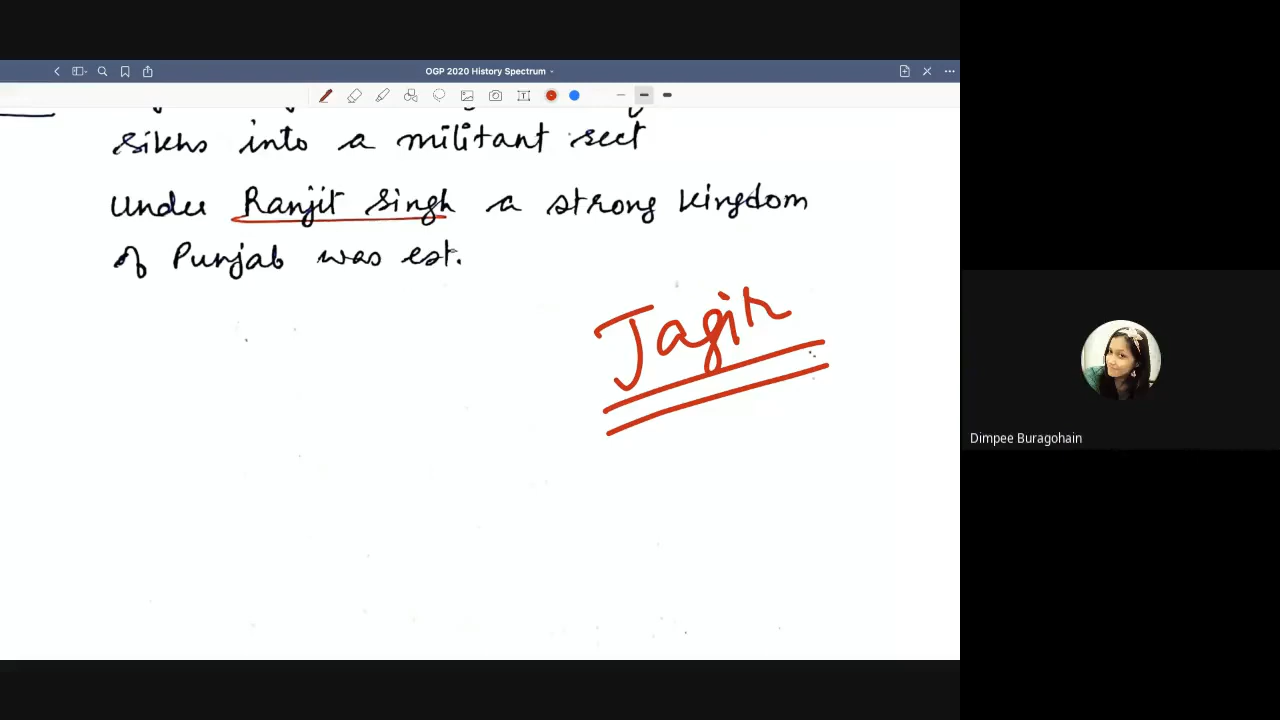 OGP 2020 History Spectrum
sikhs into a militant sect
Under Ranjit Singh a strong kingdom
of Punjab was est.
Jagir
Dimpee Buragohain